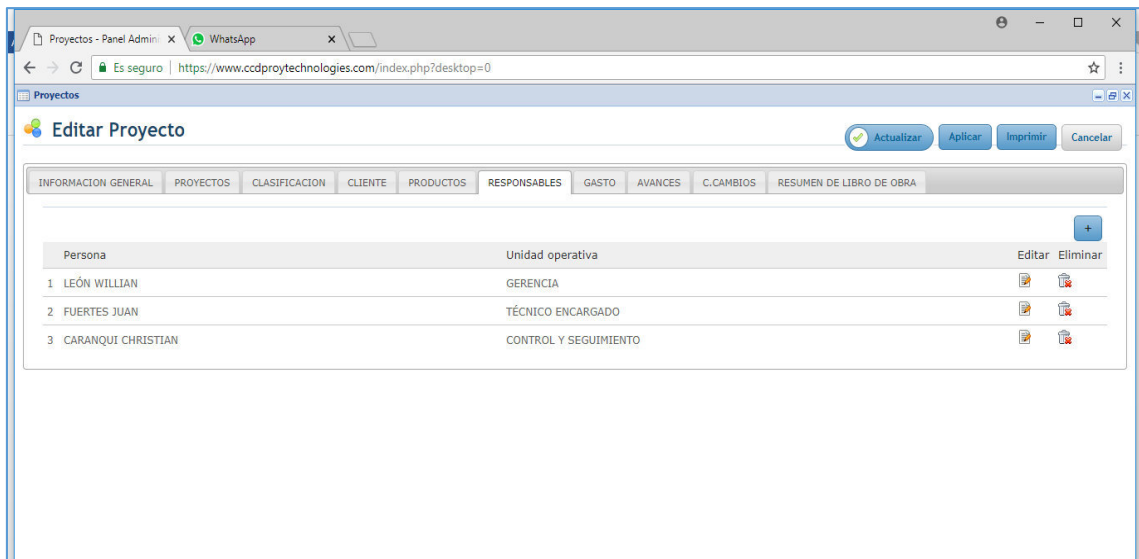 Proyectos - Panel Admini
WhatsApp
Es seguro | https://www.ccdproytechnologies.com/index.php?desktop=0
Proyectos
Editar Proyecto
Actualizar Aplicar Imprimir Cancelar
INFORMACION GENERAL PROYECTOS CLASIFICACION CLIENTE PRODUCTOS RESPONSABLES GASTO AVANCES C.CAMBIOS RESUMEN DE LIBRO DE OBRA
+
Persona Unidad operativa Editar Eliminar
1 LEÓN WILLIAN GERENCIA
2 FUERTES JUAN TÉCNICO ENCARGADO
3 CARANQUI CHRISTIAN CONTROL Y SEGUIMIENTO